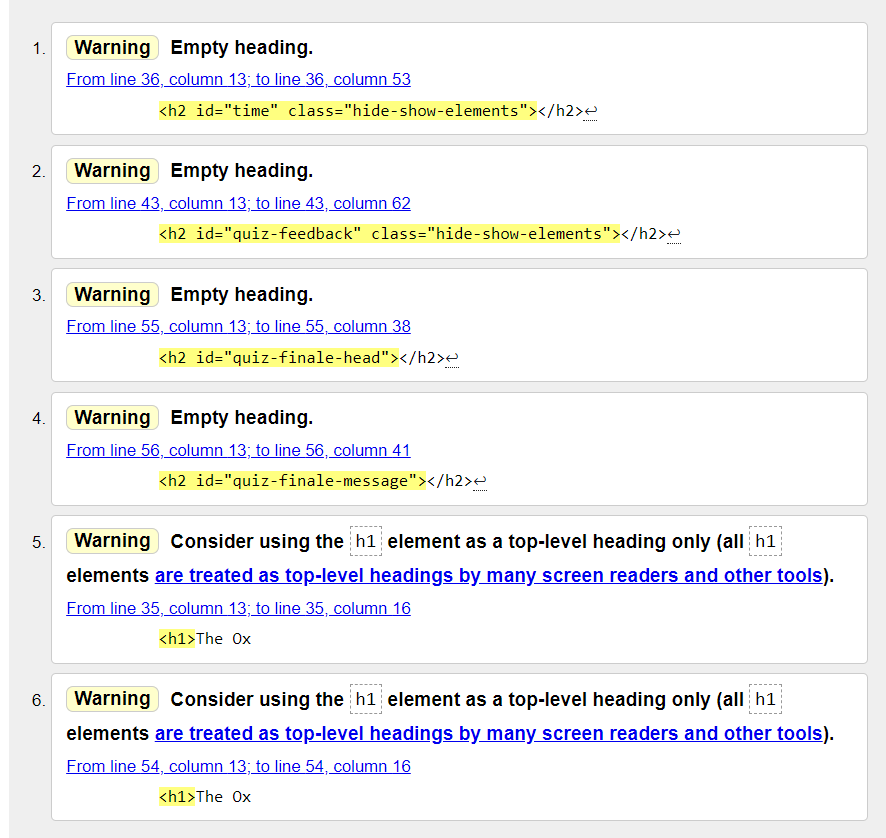 1. Warning Empty heading.
From line 36, column 13; to line 36, column 53
<h2 id="time" class="hide-show-elements"></h2>↩
2. Warning Empty heading.
From line 43, column 13; to line 43, column 62
<h2 id="quiz-feedback" class="hide-show-elements"></h2>↩
3. Warning Empty heading.
From line 55, column 13; to line 55, column 38
<h2 id="quiz-finale-head"></h2>↩
4. Warning Empty heading.
From line 56, column 13; to line 56, column 41
<h2 id="quiz-finale-message"></h2>↩
5. Warning Consider using the h1 element as a top-level heading only (all h1
elements are treated as top-level headings by many screen readers and other tools).
From line 35, column 13; to line 35, column 16
<h1>The Ox
6. Warning Consider using the h1 element as a top-level heading only (all h1
elements are treated as top-level headings by many screen readers and other tools).
From line 54, column 13; to line 54, column 16
<h1>The Ox